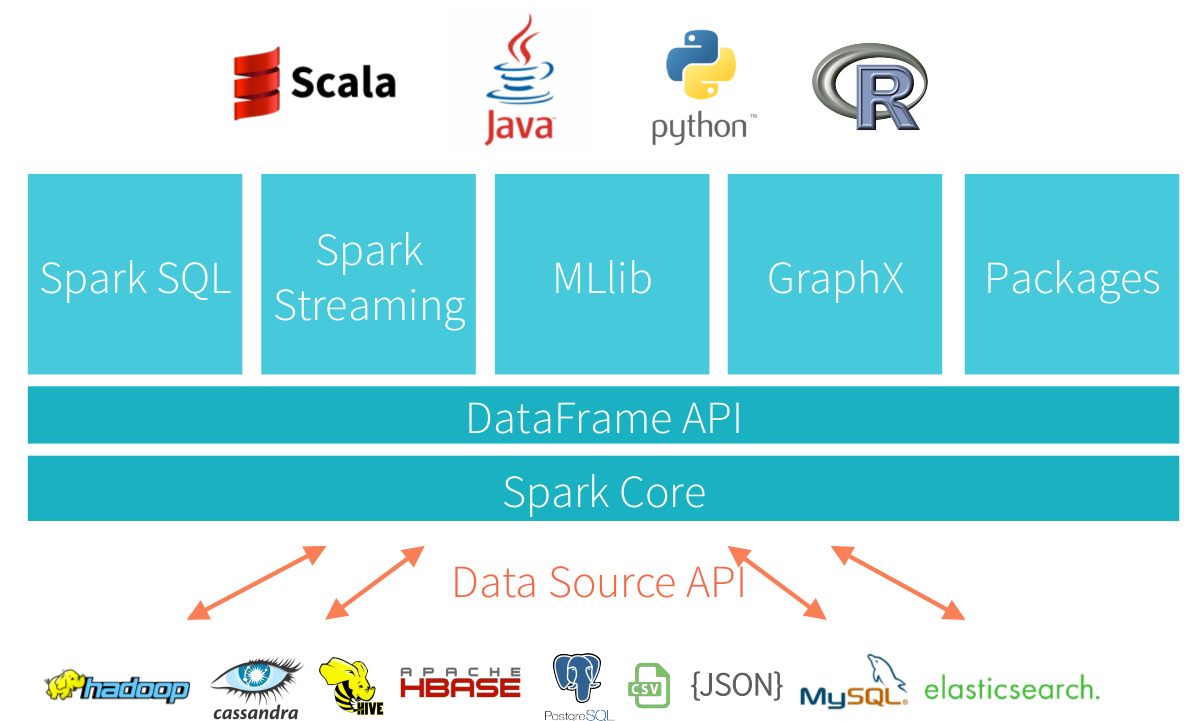 Scala
Java™
python™
R
Spark SQL
Spark
Streaming
MLlib
GraphX
Packages
DataFrame API
Spark Core
Data Source API
hadoop
cassandra
HIVE
APACHE
HBASE
PostgreSQL
CSV
{JSON}
MySQL®
elasticsearch.